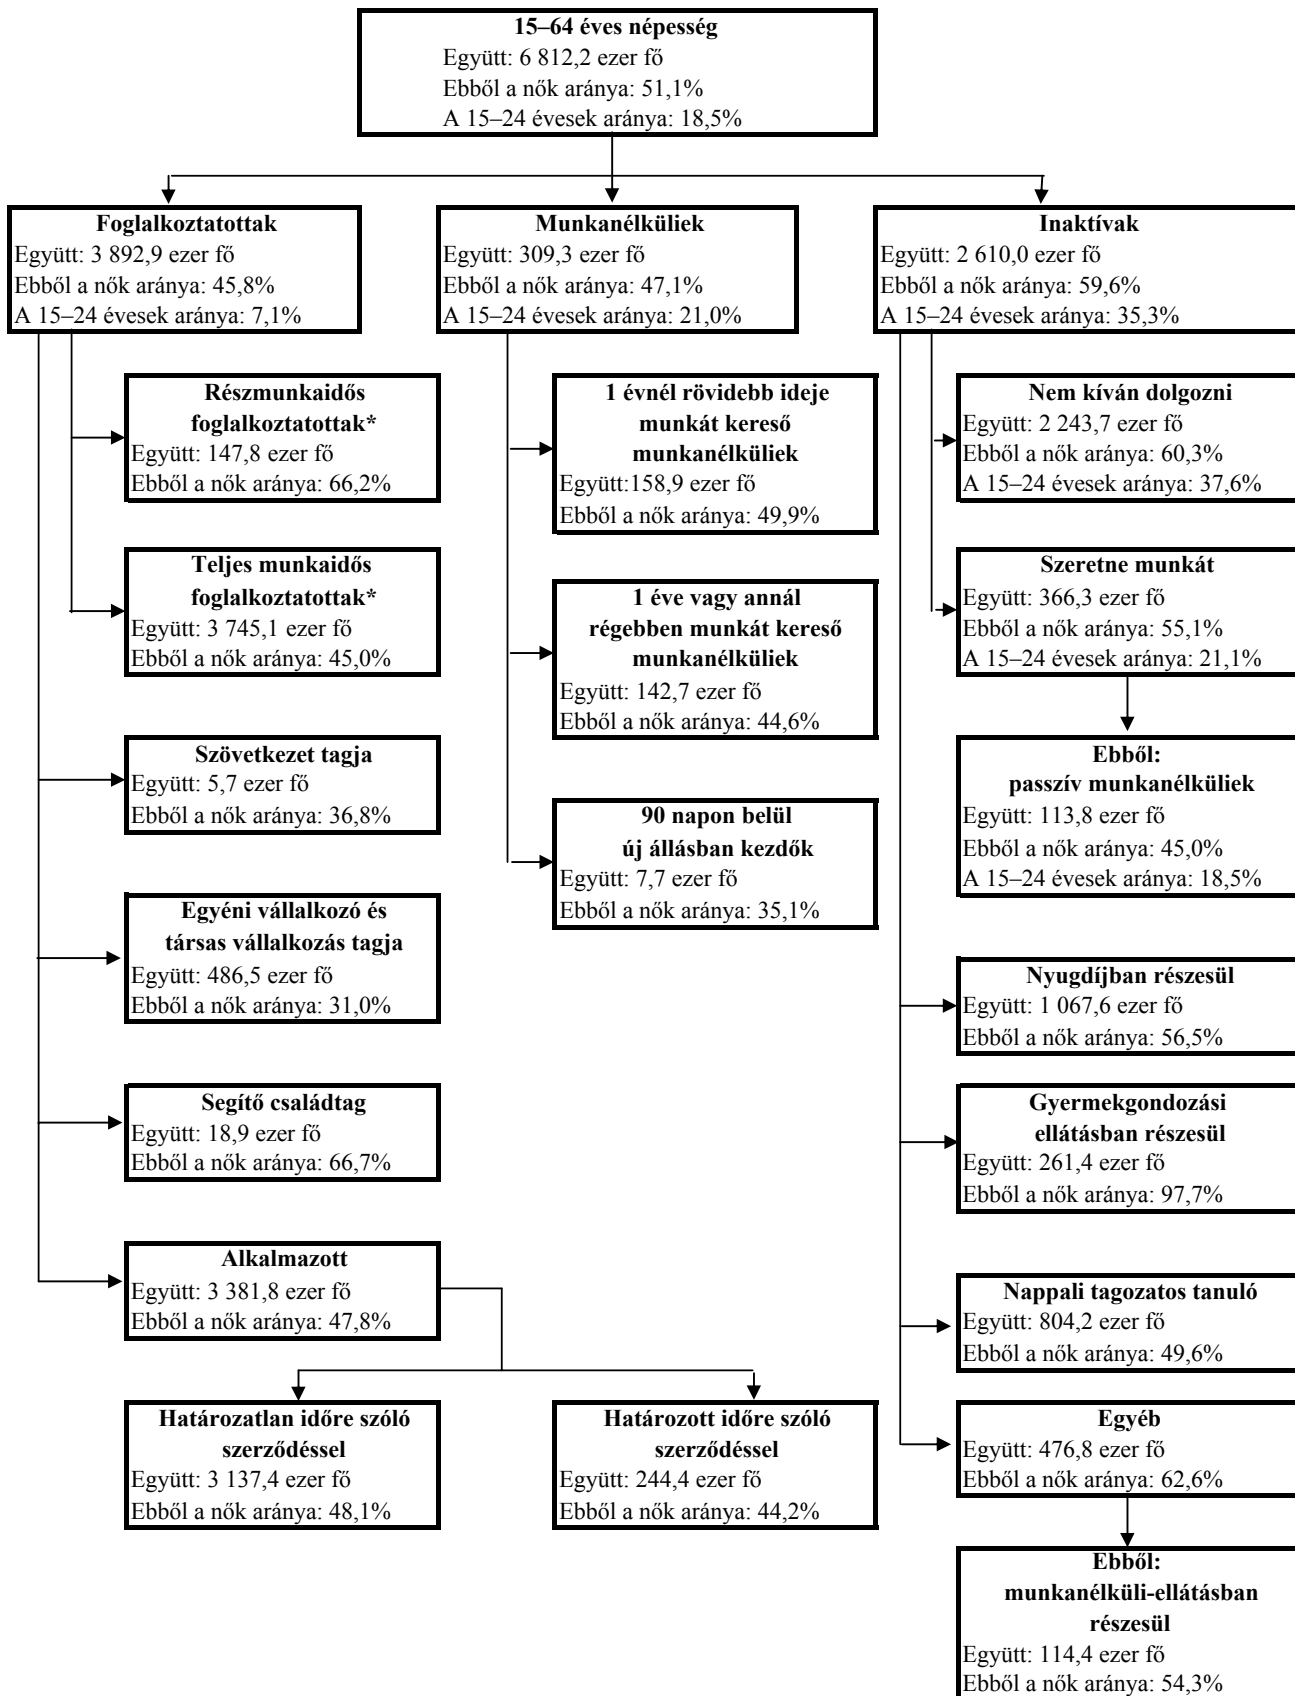 15–64 éves népesség
Együtt: 6 812,2 ezer fő
Ebből a nők aránya: 51,1%
A 15–24 évesek aránya: 18,5%
Foglalkoztatottak
Együtt: 3 892,9 ezer fő
Ebből a nők aránya: 45,8%
A 15–24 évesek aránya: 7,1%
Munkanélküliek
Együtt: 309,3 ezer fő
Ebből a nők aránya: 47,1%
A 15–24 évesek aránya: 21,0%
Inaktívak
Együtt: 2 610,0 ezer fő
Ebből a nők aránya: 59,6%
A 15–24 évesek aránya: 35,3%
Részmunkaidős
foglalkoztatottak*
Együtt: 147,8 ezer fő
Ebből a nők aránya: 66,2%
Teljes munkaidős
foglalkoztatottak*
Együtt: 3 745,1 ezer fő
Ebből a nők aránya: 45,0%
Szövetkezet tagja
Együtt: 5,7 ezer fő
Ebből a nők aránya: 36,8%
Egyéni vállalkozó és
társas vállalkozás tagja
Együtt: 486,5 ezer fő
Ebből a nők aránya: 31,0%
Segítő családtag
Együtt: 18,9 ezer fő
Ebből a nők aránya: 66,7%
Alkalmazott
Együtt: 3 381,8 ezer fő
Ebből a nők aránya: 47,8%
Határozatlan időre szóló
szerződéssel
Együtt: 3 137,4 ezer fő
Ebből a nők aránya: 48,1%
Határozott időre szóló
szerződéssel
Együtt: 244,4 ezer fő
Ebből a nők aránya: 44,2%
1 évnél rövidebb ideje
munkát kereső
munkanélküliek
Együtt:158,9 ezer fő
Ebből a nők aránya: 49,9%
1 éve vagy annál
régebben munkát kereső
munkanélküliek
Együtt: 142,7 ezer fő
Ebből a nők aránya: 44,6%
90 napon belül
új állásban kezdők
Együtt: 7,7 ezer fő
Ebből a nők aránya: 35,1%
Nem kíván dolgozni
Együtt: 2 243,7 ezer fő
Ebből a nők aránya: 60,3%
A 15–24 évesek aránya: 37,6%
Szeretne munkát
Együtt: 366,3 ezer fő
Ebből a nők aránya: 55,1%
A 15–24 évesek aránya: 21,1%
Ebből:
passzív munkanélküliek
Együtt: 113,8 ezer fő
Ebből a nők aránya: 45,0%
A 15–24 évesek aránya: 18,5%
Nyugdíjban részesül
Együtt: 1 067,6 ezer fő
Ebből a nők aránya: 56,5%
Gyermekgondozási
ellátásban részesül
Együtt: 261,4 ezer fő
Ebből a nők aránya: 97,7%
Nappali tagozatos tanuló
Együtt: 804,2 ezer fő
Ebből a nők aránya: 49,6%
Egyéb
Együtt: 476,8 ezer fő
Ebből a nők aránya: 62,6%
Ebből:
munkanélküli-ellátásban
részesül
Együtt: 114,4 ezer fő
Ebből a nők aránya: 54,3%